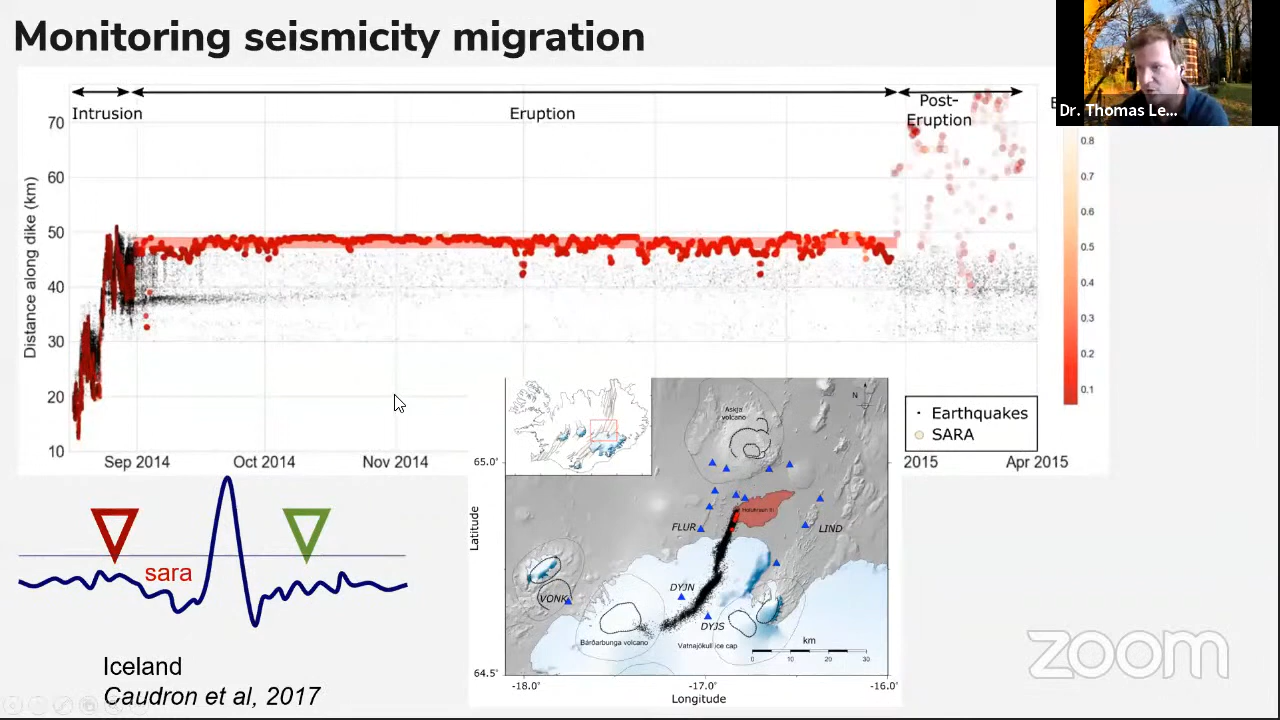 Monitoring seismicity migration
Dr. Thomas Le...
Intrusion
Eruption
Post-
Eruption
E
Distance along dike (km)
70
60
50
40
30
20
10
Sep 2014
Oct 2014
Nov 2014
2015
Apr 2015
0.8
0.7
0.6
0.5
0.4
0.3
0.2
0.1
Earthquakes
SARA
sara
Iceland
Caudron et al, 2017
Askja
volcano
N
65.0°
64.5°
Latitude
FLUR
LIND
VONK
DYJN
DYJS
Bárðarbunga volcano
Vatnajökull ice cap
km
0 10 20 30
-18.0°
-17.0°
-16.0°
Longitude
zoom